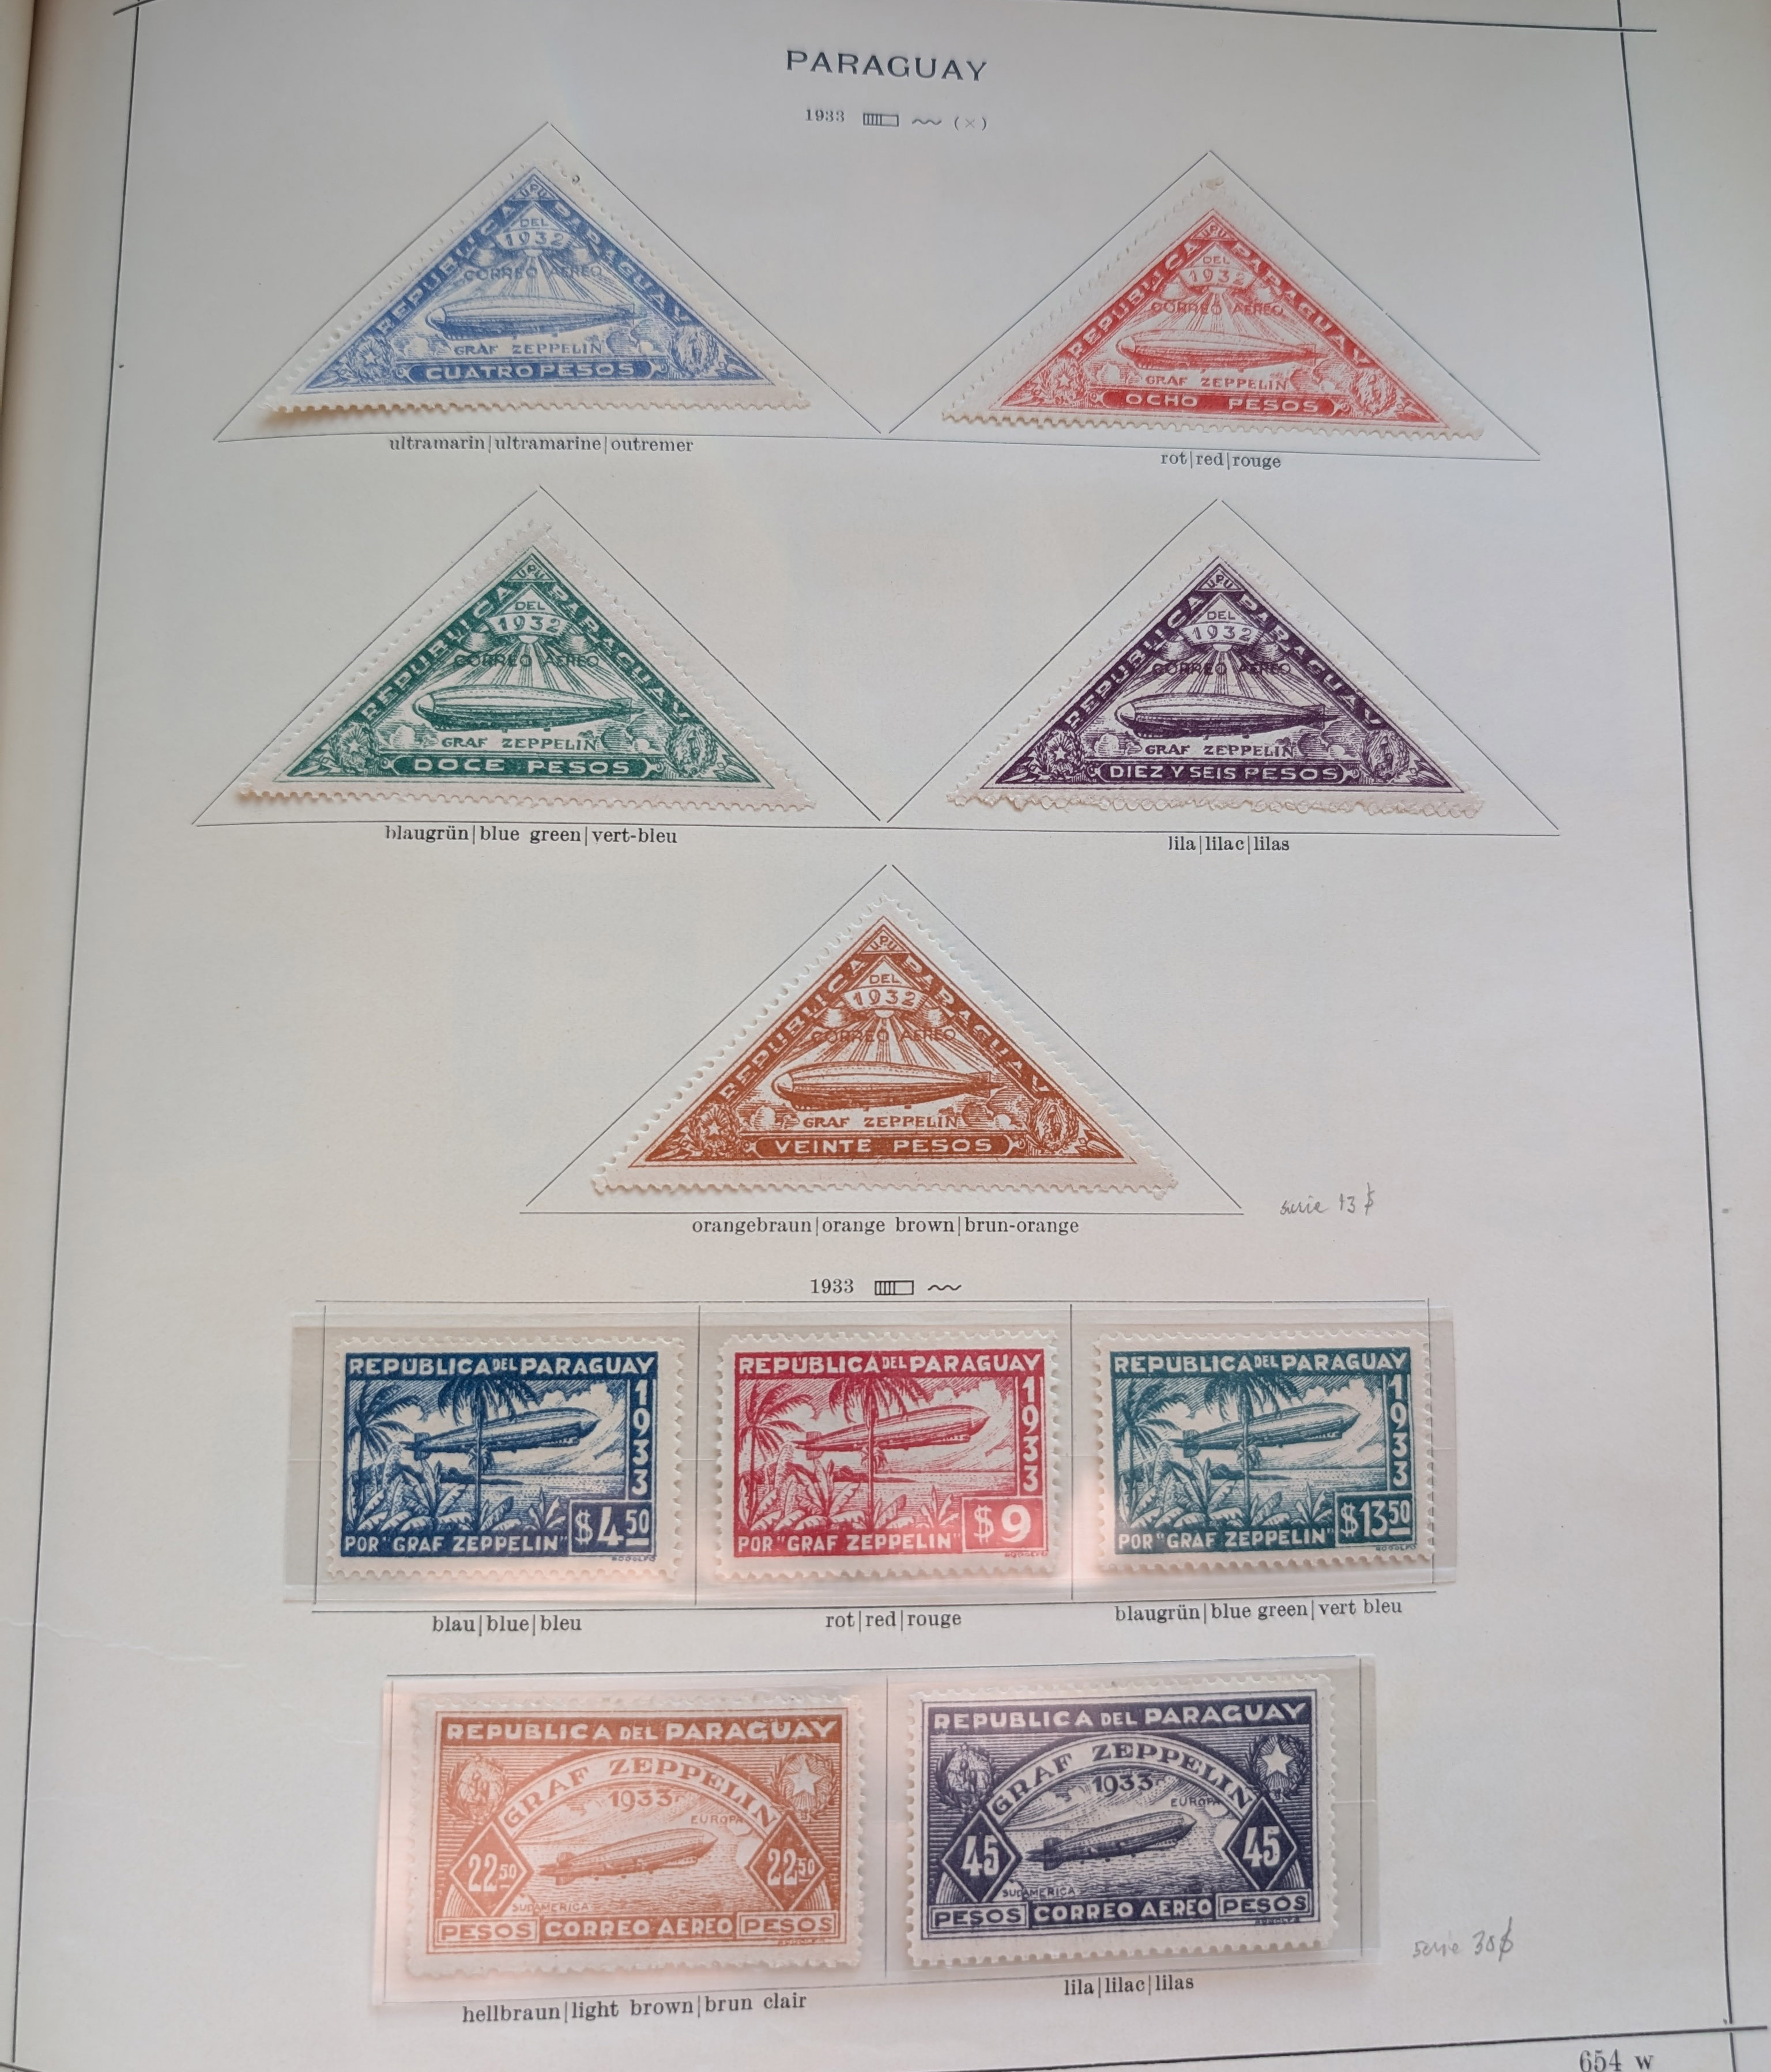 PARAGUAY
1933 (×)
UPU
REPUBLICA DEL PARAGUAY
1932
CORREO AEREO
GRAF ZEPPELIN
CUATRO PESOS
ultramarin|ultramarine|outremer
UPU
REPUBLICA DEL PARAGUAY
1932
CORREO AEREO
GRAF ZEPPELIN
OCHO PESOS
rot|red|rouge
UPU
REPUBLICA DEL PARAGUAY
1932
CORREO AEREO
GRAF ZEPPELIN
DOCE PESOS
blaugrün|blue green|vert-bleu
UPU
REPUBLICA DEL PARAGUAY
1932
CORREO AEREO
GRAF ZEPPELIN
DIEZ Y SEIS PESOS
lila|lilac|lilas
UPU
REPUBLICA DEL PARAGUAY
1932
CORREO AEREO
GRAF ZEPPELIN
VEINTE PESOS
orangebraun|orange brown|brun-orange
serie 13 $
1933
REPUBLICA DEL PARAGUAY
1933
$4.50
POR "GRAF ZEPPELIN"
RODOLFO
blau|blue|bleu
REPUBLICA DEL PARAGUAY
1933
$9
POR "GRAF ZEPPELIN"
rot|red|rouge
REPUBLICA DEL PARAGUAY
1933
$13.50
POR "GRAF ZEPPELIN"
RODOLFO
blaugrün|blue green|vert bleu
REPUBLICA DEL PARAGUAY
GRAF ZEPPELIN
1933
EUROPA
22.50 22.50
SUDAMERICA
PESOS CORREO AEREO PESOS
hellbraun|light brown|brun clair
REPUBLICA DEL PARAGUAY
GRAF ZEPPELIN
1933
EUROPA
45 45
SUDAMERICA
PESOS CORREO AEREO PESOS
lila|lilac|lilas
serie 30$
654 w